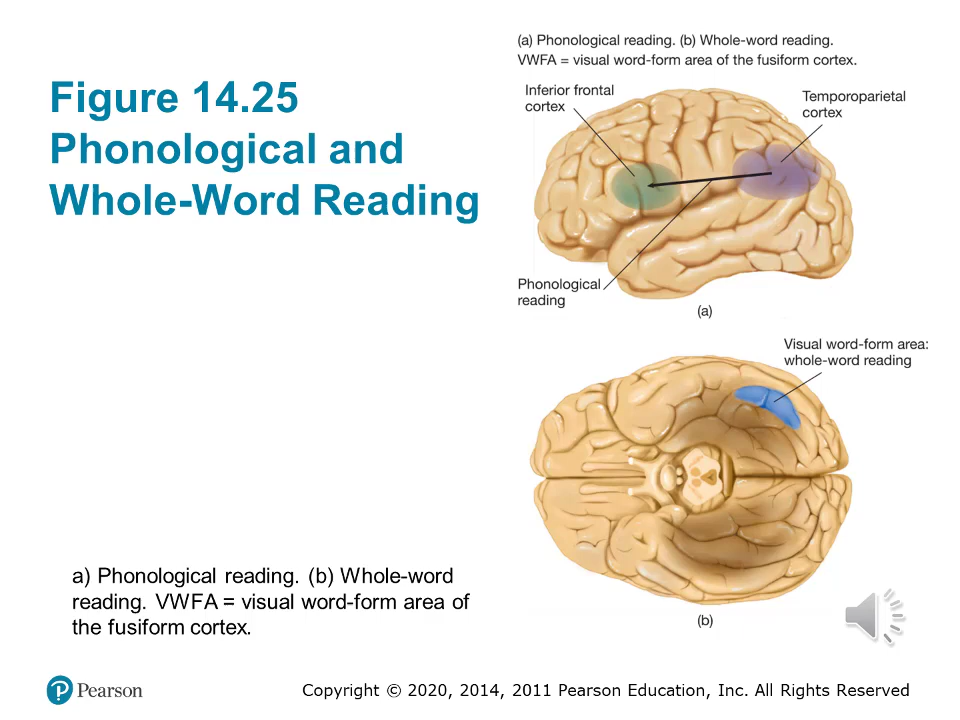 Figure 14.25
Phonological and
Whole-Word Reading
(a) Phonological reading. (b) Whole-word reading.
VWFA = visual word-form area of the fusiform cortex.
Inferior frontal
cortex
Temporoparietal
cortex
Phonological
reading
(a)
Visual word-form area:
whole-word reading
(b)
a) Phonological reading. (b) Whole-word
reading. VWFA = visual word-form area of
the fusiform cortex.
P Pearson
Copyright © 2020, 2014, 2011 Pearson Education, Inc. All Rights Reserved